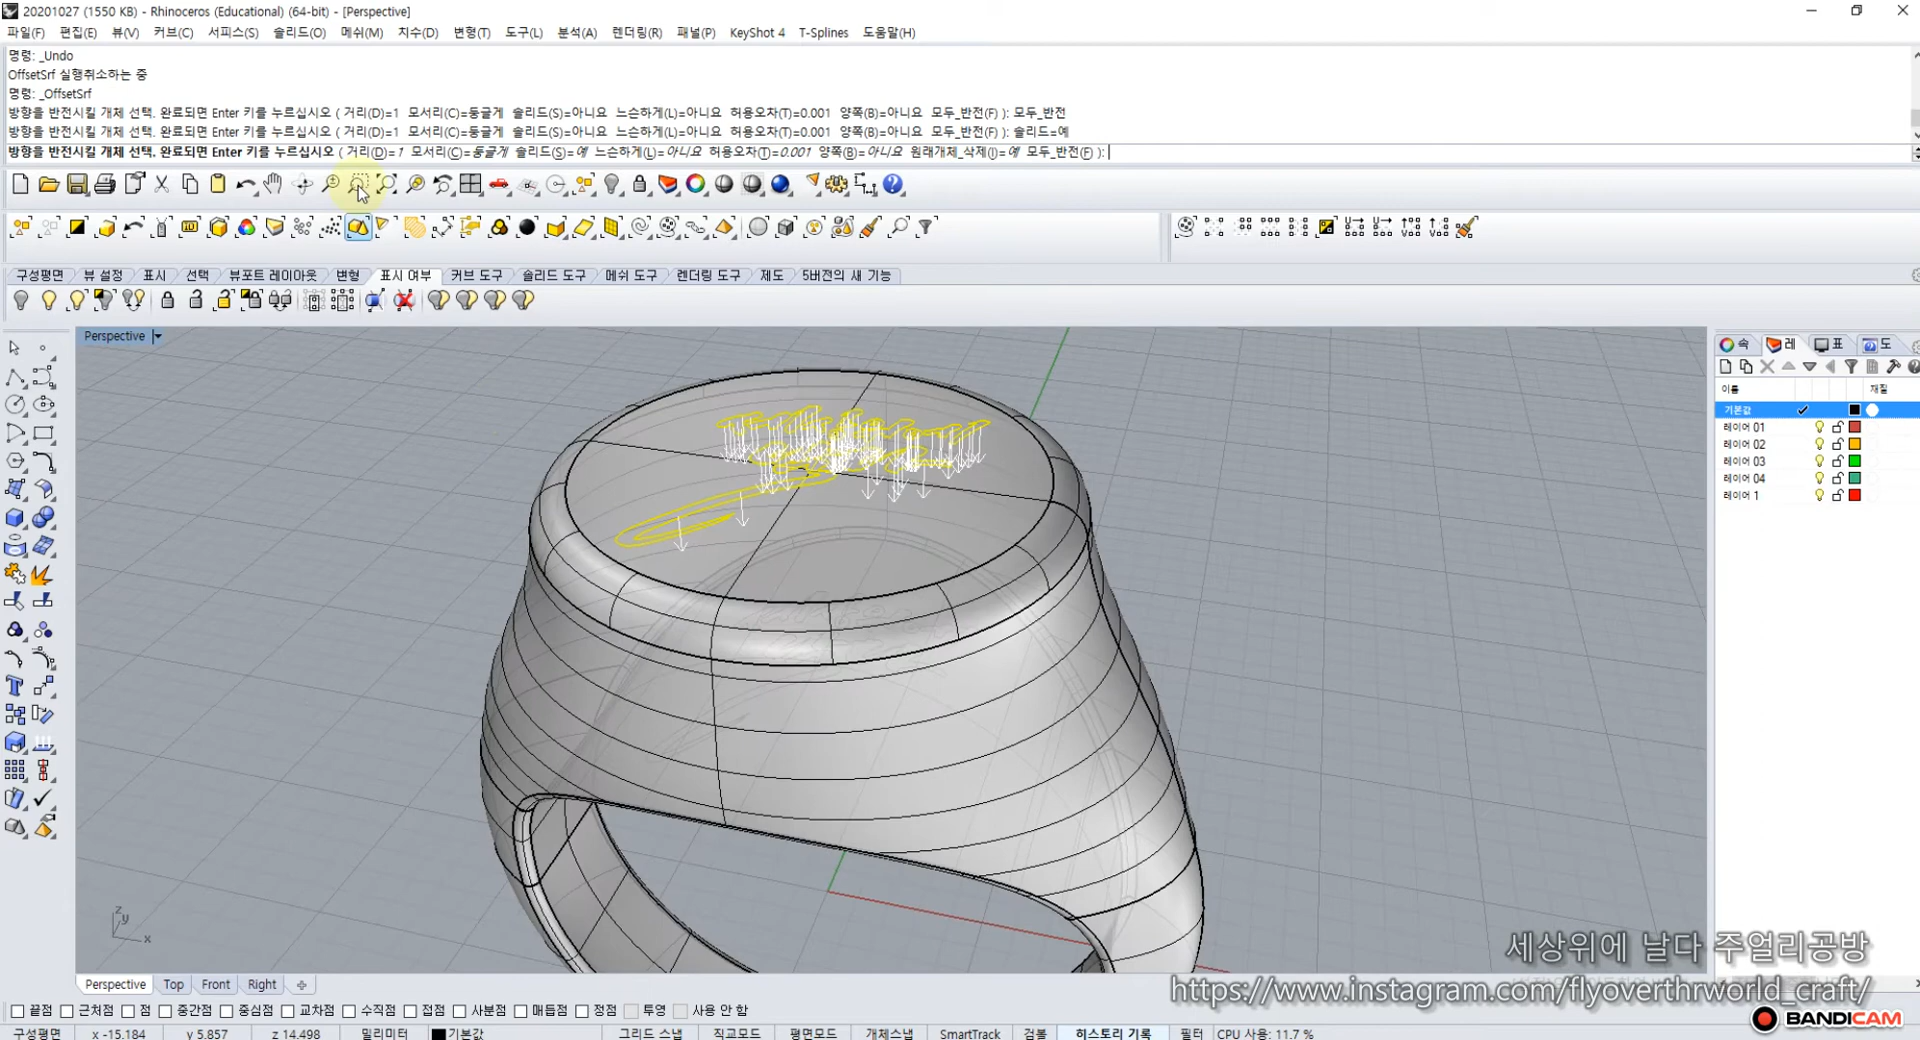 20201027 (1550 KB) - Rhinoceros (Educational) (64-bit) - [Perspective]
파일(F) 편집(E) 뷰(V) 커브(C) 서피스(S) 솔리드(O) 메쉬(M) 치수(D) 변형(T) 도구(L) 분석(A) 렌더링(R) 패널(P) KeyShot 4 T-Splines 도움말(H)
명령: _Undo
OffsetSrf 실행취소하는 중
명령: _OffsetSrf
방향을 반전시킬 개체 선택. 완료되면 Enter 키를 누르십시오 ( 거리(D)=1 모서리(C)=둥글게 솔리드(S)=아니요 느슨하게(L)=아니요 허용오차(T)=0.001 양쪽(B)=아니요 모두_반전(F) ): 모두_반전
방향을 반전시킬 개체 선택. 완료되면 Enter 키를 누르십시오 ( 거리(D)=1 모서리(C)=둥글게 솔리드(S)=아니요 느슨하게(L)=아니요 허용오차(T)=0.001 양쪽(B)=아니요 모두_반전(F) ): 솔리드=예
방향을 반전시킬 개체 선택. 완료되면 Enter 키를 누르십시오 ( 거리(D)=1 모서리(C)=둥글게 솔리드(S)=예 느슨하게(L)=아니요 허용오차(T)=0.001 양쪽(B)=아니요 원래개체_삭제(I)=예 모두_반전(F) ):
구성평면 뷰 설정 표시 선택 뷰포트 레이아웃 변형 표시 여부 커브 도구 솔리드 도구 메쉬 도구 렌더링 도구 제도 5버전의 새 기능
Perspective
속 레 표 도
이름 재질
기본값
레이어 01
레이어 02
레이어 03
레이어 04
레이어 1
z y x
세상위에 날다 주얼리공방
Perspective Top Front Right
https://www.instagram.com/flyoverthrworld_craft/
끝점 근처점 점 중간점 중심점 교차점 수직점 접점 사분점 매듭점 정점 투영 사용 안 함
BANDICAM
구성평면 x -15.184 y 5.857 z 14.498 밀리미터 기본값 그리드 스냅 직교모드 평면모드 개체스냅 SmartTrack 검볼 히스토리 기록 필터 CPU 사용: 11.7 %